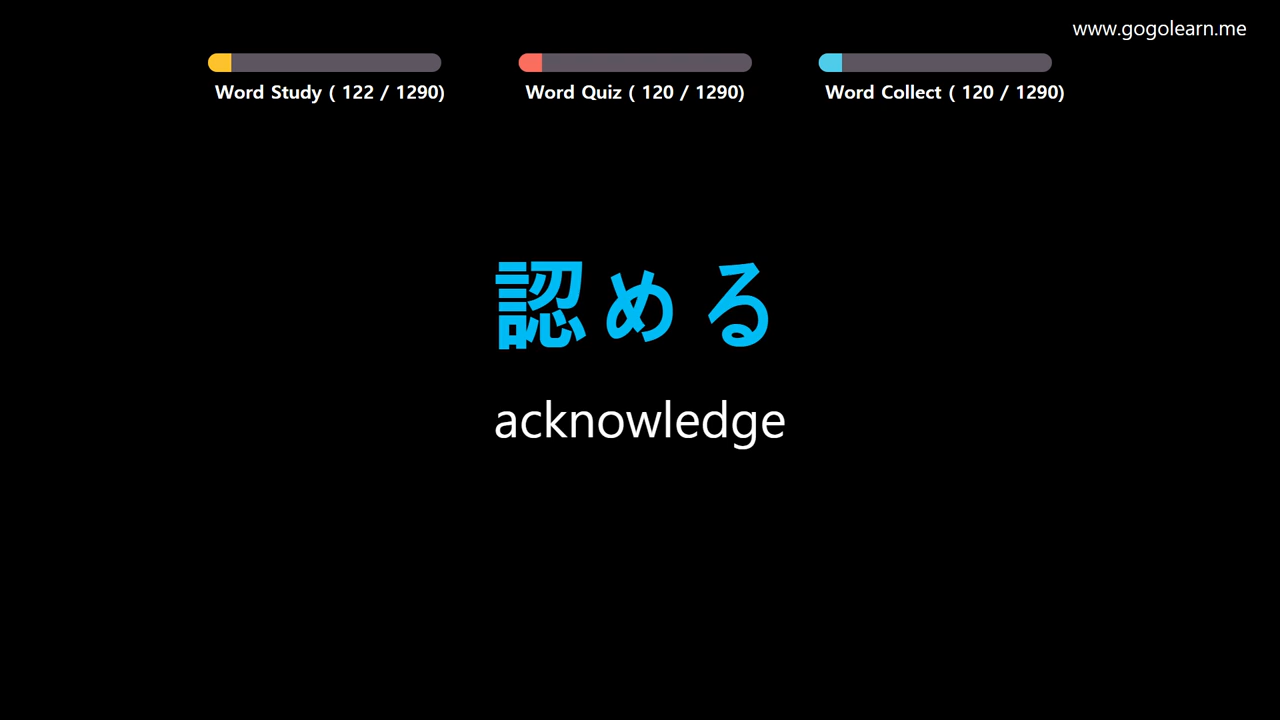 www.gogolearn.me
Word Study ( 122 / 1290)
Word Quiz ( 120 / 1290)
Word Collect ( 120 / 1290)
認める
acknowledge